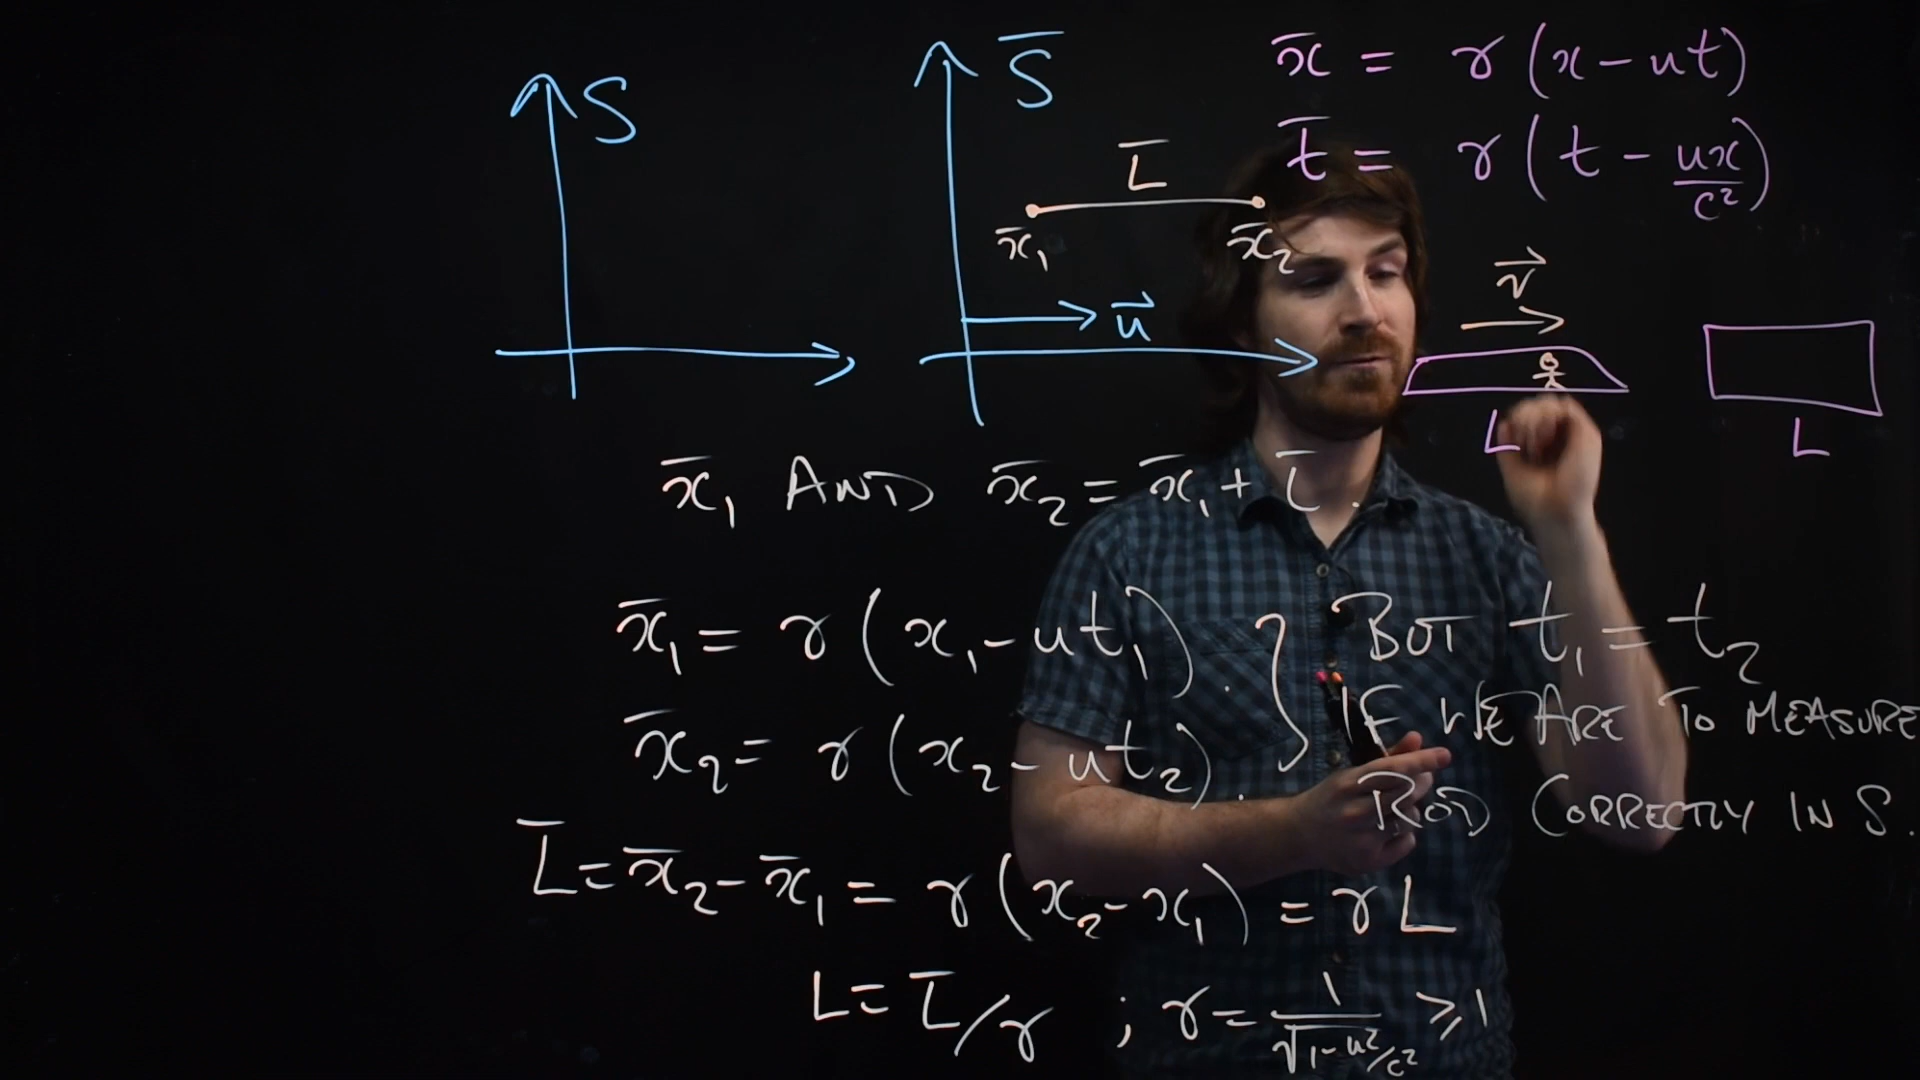 S
S̄
x̄ = γ(x - ut)
t̄ = γ(t - ux/c²)
L̄
x̄₁ x̄₂
u⃗
v⃗
L L
x̄₁ AND x̄₂ = x̄₁ + L̄.
x̄₁ = γ(x₁ - ut₁).
x̄₂ = γ(x₂ - ut₂).
} BUT t₁ = t₂
IF WE ARE TO MEASURE
ROD CORRECTLY IN S.
L̄ = x̄₂ - x̄₁ = γ(x₂ - x₁) = γL
L = L̄/γ ; γ = 1/√(1 - u²/c²) ⩾ 1